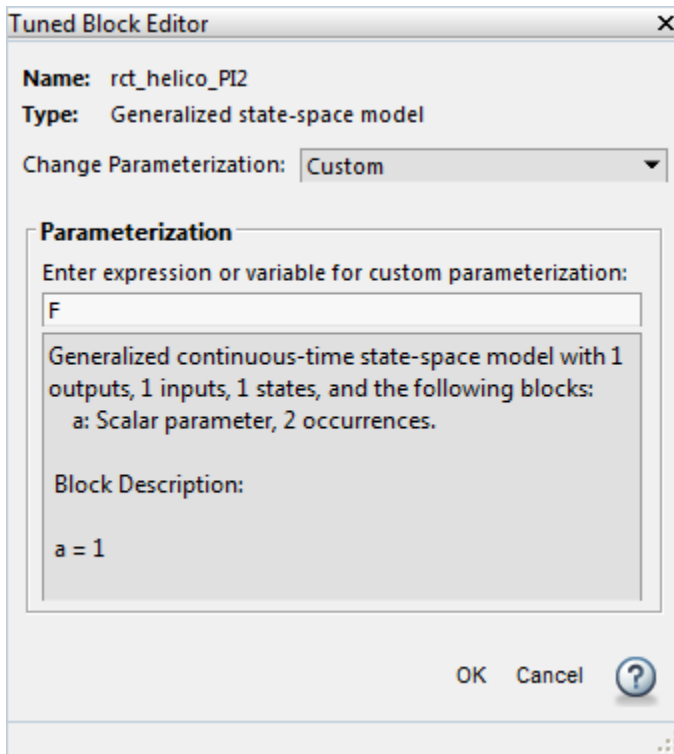 Tuned Block Editor
Name: rct_helico_PI2
Type: Generalized state-space model
Change Parameterization: Custom
Parameterization
Enter expression or variable for custom parameterization:
F
Generalized continuous-time state-space model with 1
outputs, 1 inputs, 1 states, and the following blocks:
a: Scalar parameter, 2 occurrences.
Block Description:
a = 1
OK Cancel ?